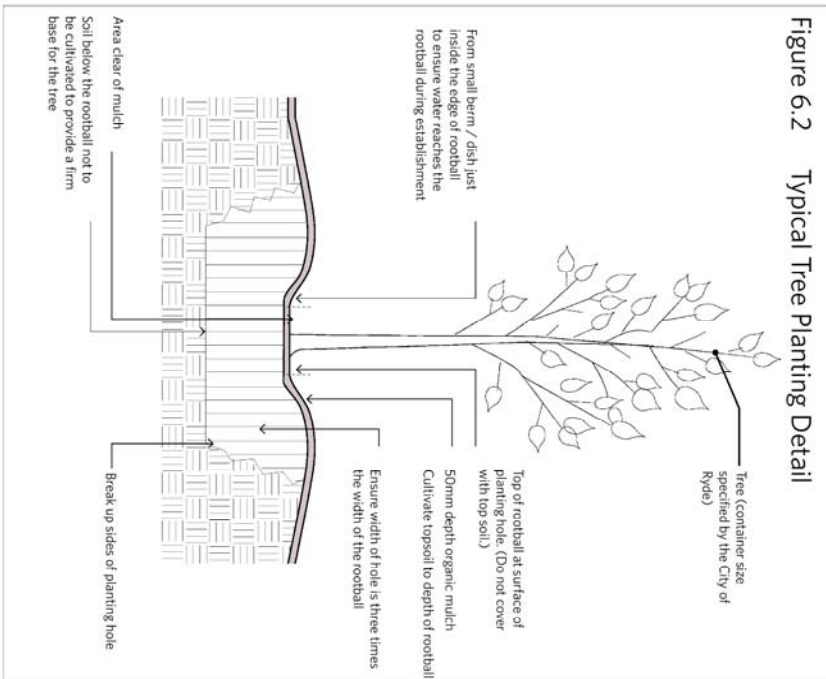 Figure 6.2 Typical Tree Planting Detail
Tree (container size
specified by the City of
Ryde)
From small berm / dish just
inside the edge of rootball
to ensure water reaches the
rootball during establishment
Top of rootball at surface of
planting hole. (Do not cover
with top soil.)
50mm depth organic mulch
Cultivate topsoil to depth of rootball
Ensure width of hole is three times
the width of the rootball
Area clear of mulch
Soil below the rootball not to
be cultivated to provide a firm
base for the tree
Break up sides of planting hole